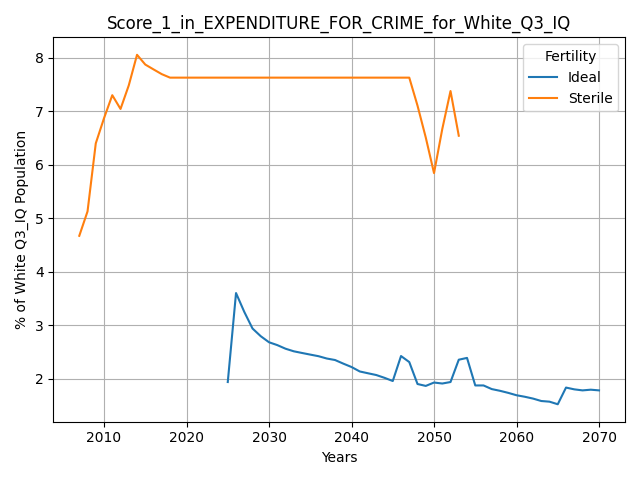 Score_1_in_EXPENDITURE_FOR_CRIME_for_White_Q3_IQ
Fertility
Ideal
Sterile
% of White Q3_IQ Population
8
7
6
5
4
3
2
2010 2020 2030 2040 2050 2060 2070
Years